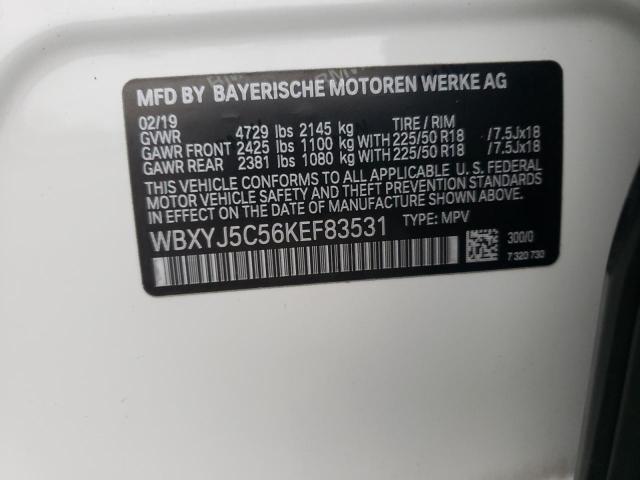 MFD BY BAYERISCHE MOTOREN WERKE AG
02/19 TIRE / RIM
GVWR 4729 lbs 2145 kg
GAWR FRONT 2425 lbs 1100 kg WITH 225/50 R18 /7.5Jx18
GAWR REAR 2381 lbs 1080 kg WITH 225/50 R18 /7.5Jx18
THIS VEHICLE CONFORMS TO ALL APPLICABLE U. S. FEDERAL
MOTOR VEHICLE SAFETY AND THEFT PREVENTION STANDARDS
IN EFFECT ON THE DATE OF MANUFACTURE SHOWN ABOVE.
WBXYJ5C56KEF83531 TYPE: MPV
300/0
7 320 730